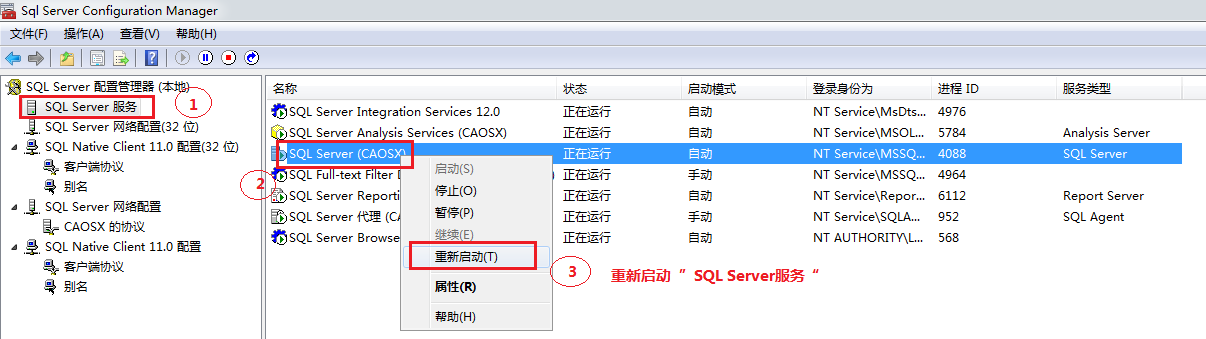 Sql Server Configuration Manager
文件(F) 操作(A) 查看(V) 帮助(H)
SQL Server 配置管理器 (本地)
SQL Server 服务
1
SQL Server 网络配置(32 位)
SQL Native Client 11.0 配置(32 位)
客户端协议
别名
SQL Server 网络配置
CAOSX 的协议
SQL Native Client 11.0 配置
客户端协议
别名
名称 状态 启动模式 登录身份为 进程 ID 服务类型
SQL Server Integration Services 12.0 正在运行 自动 NT Service\MsDts... 4976
SQL Server Analysis Services (CAOSX) 正在运行 自动 NT Service\MSOL... 5784 Analysis Server
SQL Server (CAOSX) 正在运行 自动 NT Service\MSSQ... 4088 SQL Server
SQL Full-text Filter D 正在运行 手动 NT Service\MSSQ... 4964
SQL Server Reporti 正在运行 自动 NT Service\Repor... 6112 Report Server
SQL Server 代理 (CA 正在运行 手动 NT Service\SQLA... 952 SQL Agent
SQL Server Browse 正在运行 自动 NT AUTHORITY\L... 568
2
启动(S)
停止(O)
暂停(P)
继续(E)
重新启动(T)
属性(R)
帮助(H)
3
重新启动 ” SQL Server服务 “